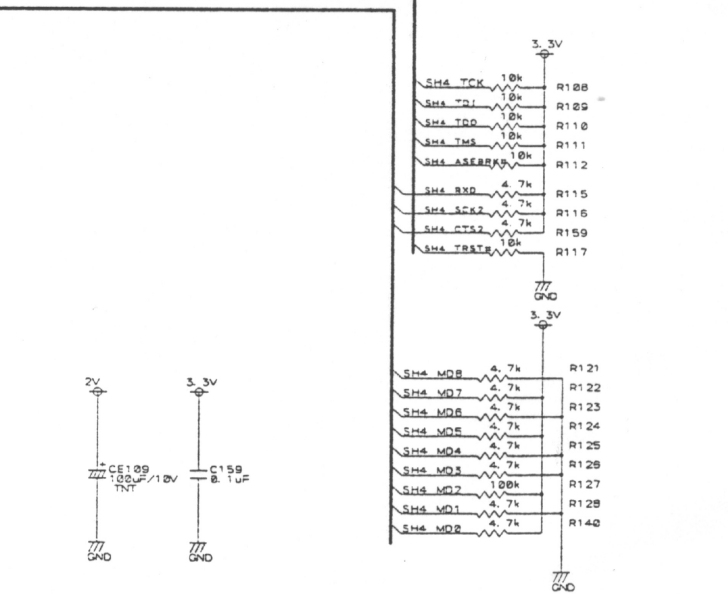 3. 3V
SH4 TCK 10k R108
SH4 TDI 10k R109
SH4 TDO 10k R110
SH4 TMS 10k R111
SH4 ASEBRK# 10k R112
SH4 RXD 4. 7k R115
SH4 SCK2 4. 7k R116
SH4 CTS2 4. 7k R159
SH4 TRST# 10k R117
GND
3. 3V
SH4 MD8 4. 7k R121
SH4 MD7 4. 7k R122
SH4 MD6 4. 7k R123
SH4 MD5 4. 7k R124
SH4 MD4 4. 7k R125
SH4 MD3 4. 7k R126
SH4 MD2 100k R127
SH4 MD1 4. 7k R128
SH4 MD0 4. 7k R140
GND
2V
+
CE109
100uF/10V
TNT
GND
3. 3V
C159
0. 1uF
GND